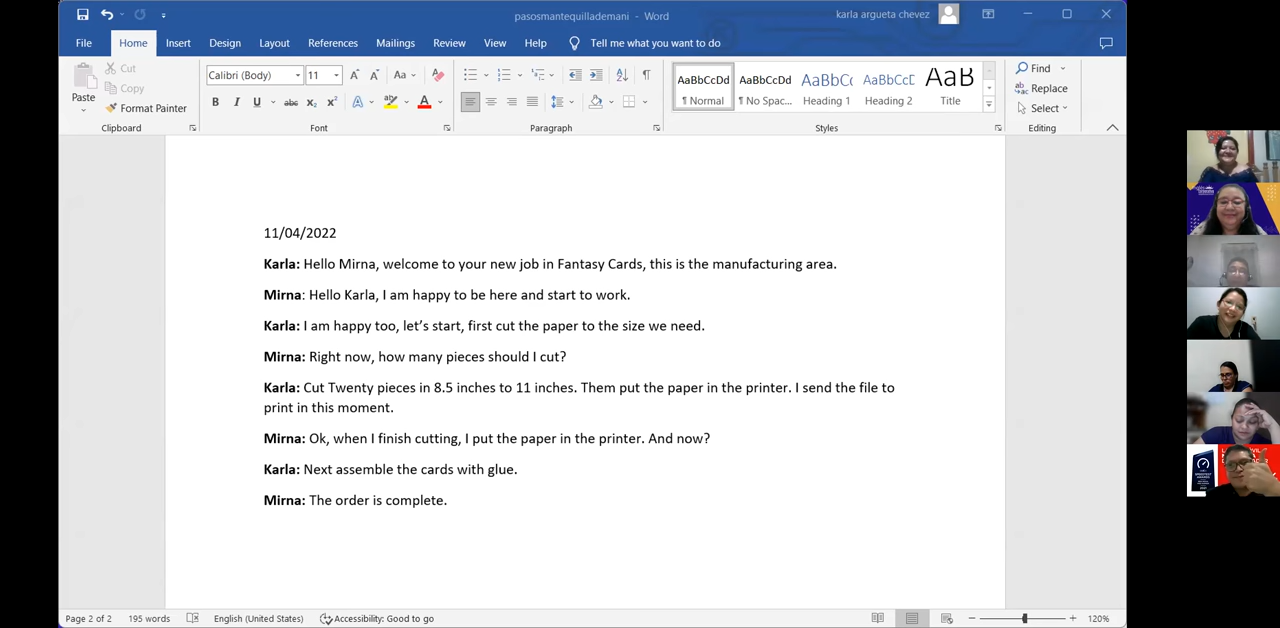 pasosmantequillademani - Word
karla argueta chevez
File Home Insert Design Layout References Mailings Review View Help Tell me what you want to do
Paste
Cut
Copy
Format Painter
Clipboard
Calibri (Body) 11
Font
Paragraph
AaBbCcDd AaBbCcDd AaBbCc AaBbCcC AaB
¶ Normal ¶ No Spac... Heading 1 Heading 2 Title
Styles
Find
Replace
Select
Editing
11/04/2022
Karla: Hello Mirna, welcome to your new job in Fantasy Cards, this is the manufacturing area.
Mirna: Hello Karla, I am happy to be here and start to work.
Karla: I am happy too, let's start, first cut the paper to the size we need.
Mirna: Right now, how many pieces should I cut?
Karla: Cut Twenty pieces in 8.5 inches to 11 inches. Them put the paper in the printer. I send the file to
print in this moment.
Mirna: Ok, when I finish cutting, I put the paper in the printer. And now?
Karla: Next assemble the cards with glue.
Mirna: The order is complete.
Page 2 of 2 195 words English (United States) Accessibility: Good to go 120%